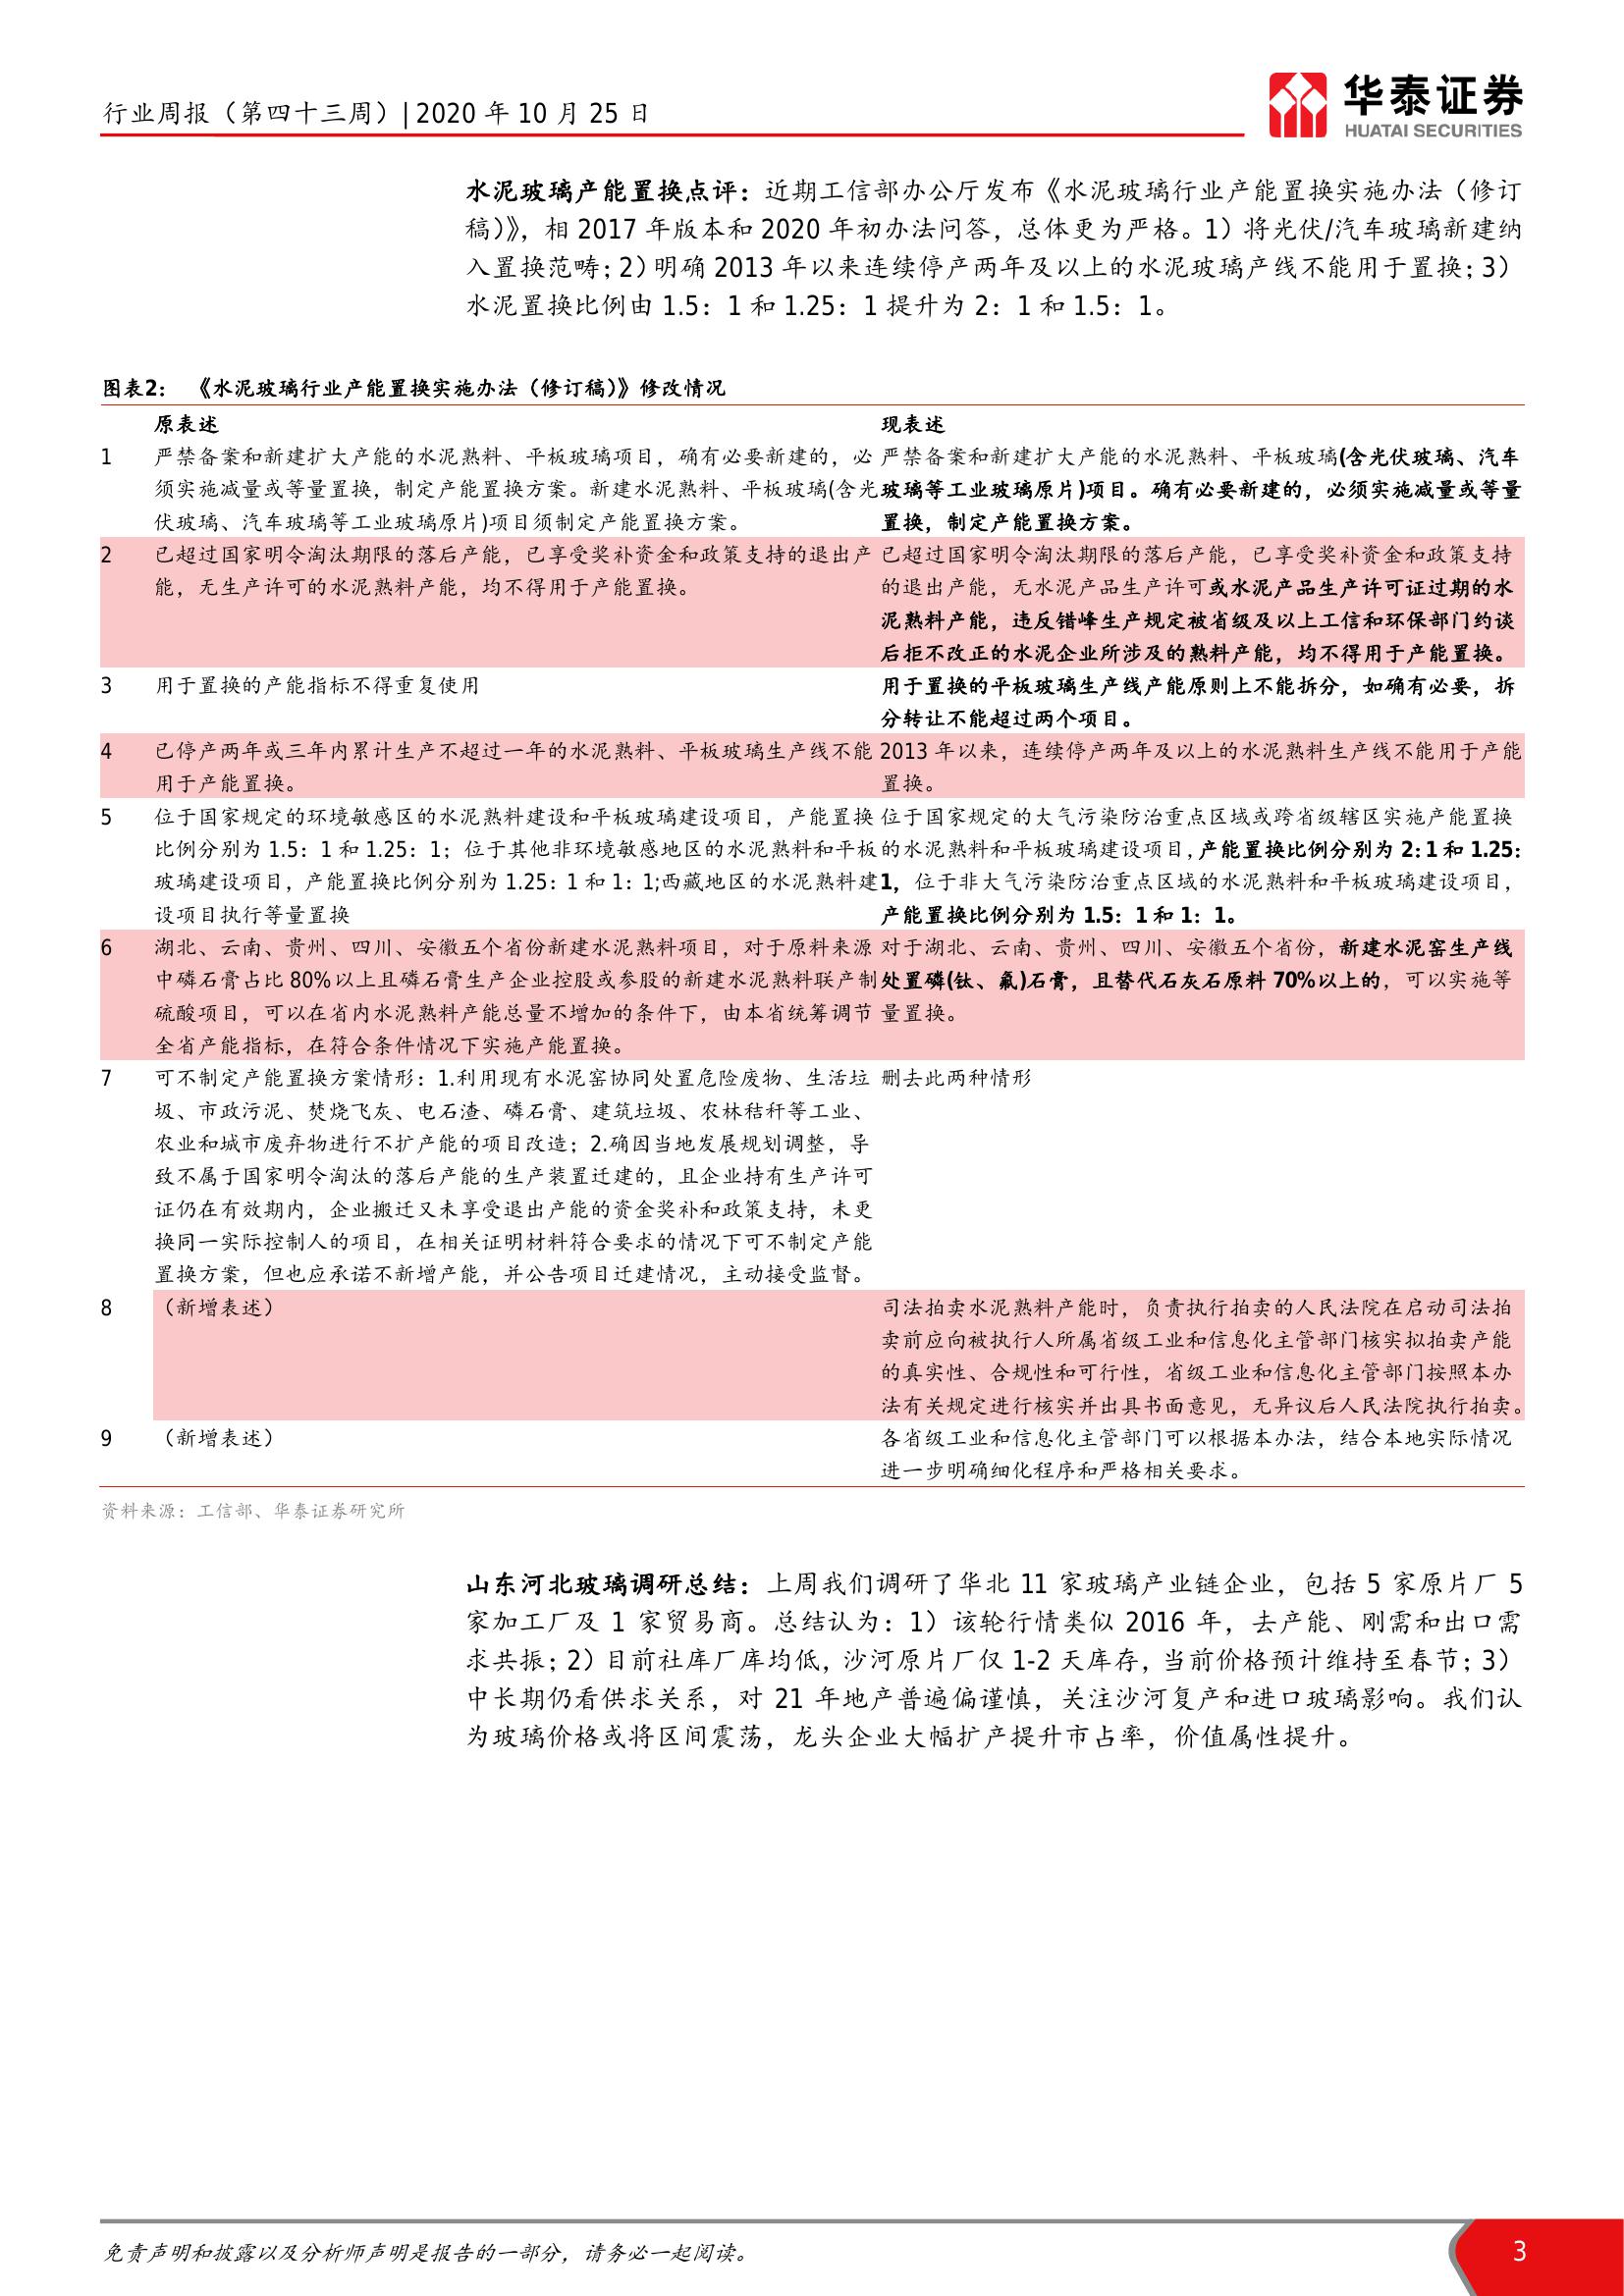 行业周报（第四十三周）| 2020 年 10 月 25 日
华泰证券
HUATAI SECURITIES
水泥玻璃产能置换点评：近期工信部办公厅发布《水泥玻璃行业产能置换实施办法（修订
稿）》，相 2017 年版本和 2020 年初办法问答，总体更为严格。1）将光伏/汽车玻璃新建纳
入置换范畴；2）明确 2013 年以来连续停产两年及以上的水泥玻璃产线不能用于置换；3）
水泥置换比例由 1.5：1 和 1.25：1 提升为 2：1 和 1.5：1。
图表2： 《水泥玻璃行业产能置换实施办法（修订稿）》修改情况
原表述
现表述
1
严禁备案和新建扩大产能的水泥熟料、平板玻璃项目，确有必要新建的，必
须实施减量或等量置换，制定产能置换方案。新建水泥熟料、平板玻璃(含光
伏玻璃、汽车玻璃等工业玻璃原片)项目须制定产能置换方案。
严禁备案和新建扩大产能的水泥熟料、平板玻璃(含光伏玻璃、汽车
玻璃等工业玻璃原片)项目。确有必要新建的，必须实施减量或等量
置换，制定产能置换方案。
2
已超过国家明令淘汰期限的落后产能，已享受奖补资金和政策支持的退出产
能，无生产许可的水泥熟料产能，均不得用于产能置换。
已超过国家明令淘汰期限的落后产能，已享受奖补资金和政策支持
的退出产能，无水泥产品生产许可或水泥产品生产许可证过期的水
泥熟料产能，违反错峰生产规定被省级及以上工信和环保部门约谈
后拒不改正的水泥企业所涉及的熟料产能，均不得用于产能置换。
3
用于置换的产能指标不得重复使用
用于置换的平板玻璃生产线产能原则上不能拆分，如确有必要，拆
分转让不能超过两个项目。
4
已停产两年或三年内累计生产不超过一年的水泥熟料、平板玻璃生产线不能
用于产能置换。
2013 年以来，连续停产两年及以上的水泥熟料生产线不能用于产能
置换。
5
位于国家规定的环境敏感区的水泥熟料建设和平板玻璃建设项目，产能置换
比例分别为 1.5：1 和 1.25：1；位于其他非环境敏感地区的水泥熟料和平板
玻璃建设项目，产能置换比例分别为 1.25：1 和 1：1;西藏地区的水泥熟料建
设项目执行等量置换
位于国家规定的大气污染防治重点区域或跨省级辖区实施产能置换
的水泥熟料和平板玻璃建设项目，产能置换比例分别为 2：1 和 1.25：
1，位于非大气污染防治重点区域的水泥熟料和平板玻璃建设项目，
产能置换比例分别为 1.5：1 和 1：1。
6
湖北、云南、贵州、四川、安徽五个省份新建水泥熟料项目，对于原料来源
中磷石膏占比 80%以上且磷石膏生产企业控股或参股的新建水泥熟料联产制
硫酸项目，可以在省内水泥熟料产能总量不增加的条件下，由本省统筹调节
全省产能指标，在符合条件情况下实施产能置换。
对于湖北、云南、贵州、四川、安徽五个省份，新建水泥窑生产线
处置磷(钛、氟)石膏，且替代石灰石原料 70%以上的，可以实施等
量置换。
7
可不制定产能置换方案情形：1.利用现有水泥窑协同处置危险废物、生活垃
圾、市政污泥、焚烧飞灰、电石渣、磷石膏、建筑垃圾、农林秸秆等工业、
农业和城市废弃物进行不扩产能的项目改造；2.确因当地发展规划调整，导
致不属于国家明令淘汰的落后产能的生产装置迁建的，且企业持有生产许可
证仍在有效期内，企业搬迁又未享受退出产能的资金奖补和政策支持，未更
换同一实际控制人的项目，在相关证明材料符合要求的情况下可不制定产能
置换方案，但也应承诺不新增产能，并公告项目迁建情况，主动接受监督。
删去此两种情形
8
（新增表述）
司法拍卖水泥熟料产能时，负责执行拍卖的人民法院在启动司法拍
卖前应向被执行人所属省级工业和信息化主管部门核实拟拍卖产能
的真实性、合规性和可行性，省级工业和信息化主管部门按照本办
法有关规定进行核实并出具书面意见，无异议后人民法院执行拍卖。
9
（新增表述）
各省级工业和信息化主管部门可以根据本办法，结合本地实际情况
进一步明确细化程序和严格相关要求。
资料来源：工信部、华泰证券研究所
山东河北玻璃调研总结：上周我们调研了华北 11 家玻璃产业链企业，包括 5 家原片厂 5
家加工厂及 1 家贸易商。总结认为：1）该轮行情类似 2016 年，去产能、刚需和出口需
求共振；2）目前社库厂库均低，沙河原片厂仅 1-2 天库存，当前价格预计维持至春节；3）
中长期仍看供求关系，对 21 年地产普遍偏谨慎，关注沙河复产和进口玻璃影响。我们认
为玻璃价格或将区间震荡，龙头企业大幅扩产提升市占率，价值属性提升。
免责声明和披露以及分析师声明是报告的一部分，请务必一起阅读。
3